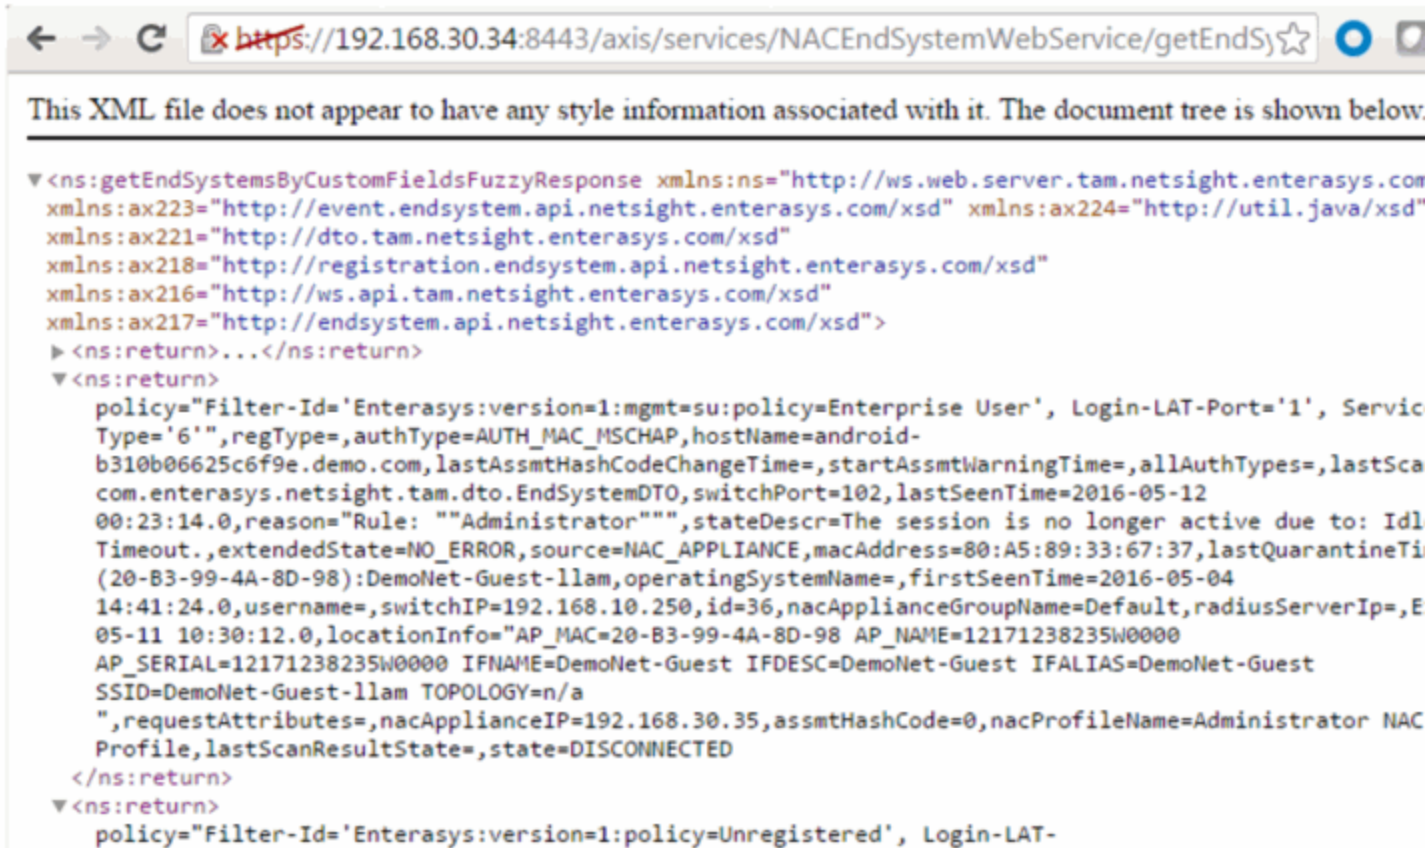 https://192.168.30.34:8443/axis/services/NACEndSystemWebService/getEndSy
This XML file does not appear to have any style information associated with it. The document tree is shown below.
▼<ns:getEndSystemsByCustomFieldsFuzzyResponse xmlns:ns="http://ws.web.server.tam.netsight.enterasys.com
xmlns:ax223="http://event.endsystem.api.netsight.enterasys.com/xsd" xmlns:ax224="http://util.java/xsd"
xmlns:ax221="http://dto.tam.netsight.enterasys.com/xsd"
xmlns:ax218="http://registration.endsystem.api.netsight.enterasys.com/xsd"
xmlns:ax216="http://ws.api.tam.netsight.enterasys.com/xsd"
xmlns:ax217="http://endsystem.api.netsight.enterasys.com/xsd">
▶<ns:return>...</ns:return>
▼<ns:return>
policy="Filter-Id='Enterasys:version=1:mgmt=su:policy=Enterprise User', Login-LAT-Port='1', Servic
Type='6'",regType=,authType=AUTH_MAC_MSCHAP,hostName=android-
b310b06625c6f9e.demo.com,lastAssmtHashCodeChangeTime=,startAssmtWarningTime=,allAuthTypes=,lastSca
com.enterasys.netsight.tam.dto.EndSystemDTO,switchPort=102,lastSeenTime=2016-05-12
00:23:14.0,reason="Rule: ""Administrator""",stateDescr=The session is no longer active due to: Idl
Timeout.,extendedState=NO_ERROR,source=NAC_APPLIANCE,macAddress=80:A5:89:33:67:37,lastQuarantineTi
(20-B3-99-4A-8D-98):DemoNet-Guest-llam,operatingSystemName=,firstSeenTime=2016-05-04
14:41:24.0,username=,switchIP=192.168.10.250,id=36,nacApplianceGroupName=Default,radiusServerIp=,E
05-11 10:30:12.0,locationInfo="AP_MAC=20-B3-99-4A-8D-98 AP_NAME=12171238235W0000
AP_SERIAL=12171238235W0000 IFNAME=DemoNet-Guest IFDESC=DemoNet-Guest IFALIAS=DemoNet-Guest
SSID=DemoNet-Guest-llam TOPOLOGY=n/a
",requestAttributes=,nacApplianceIP=192.168.30.35,assmtHashCode=0,nacProfileName=Administrator NAC
Profile,lastScanResultState=,state=DISCONNECTED
</ns:return>
▼<ns:return>
policy="Filter-Id='Enterasys:version=1:policy=Unregistered', Login-LAT-